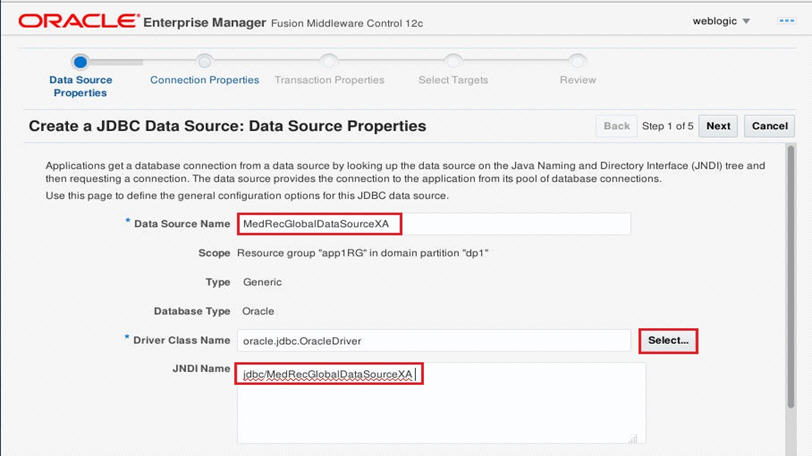 ORACLE Enterprise Manager Fusion Middleware Control 12c
weblogic
Data Source Properties
Connection Properties
Transaction Properties
Select Targets
Review
Create a JDBC Data Source: Data Source Properties
Back Step 1 of 5 Next Cancel
Applications get a database connection from a data source by looking up the data source on the Java Naming and Directory Interface (JNDI) tree and
then requesting a connection. The data source provides the connection to the application from its pool of database connections.
Use this page to define the general configuration options for this JDBC data source.
* Data Source Name MedRecGlobalDataSourceXA
Scope Resource group "app1RG" in domain partition "dp1"
Type Generic
Database Type Oracle
* Driver Class Name oracle.jdbc.OracleDriver Select...
JNDI Name jdbc/MedRecGlobalDataSourceXA